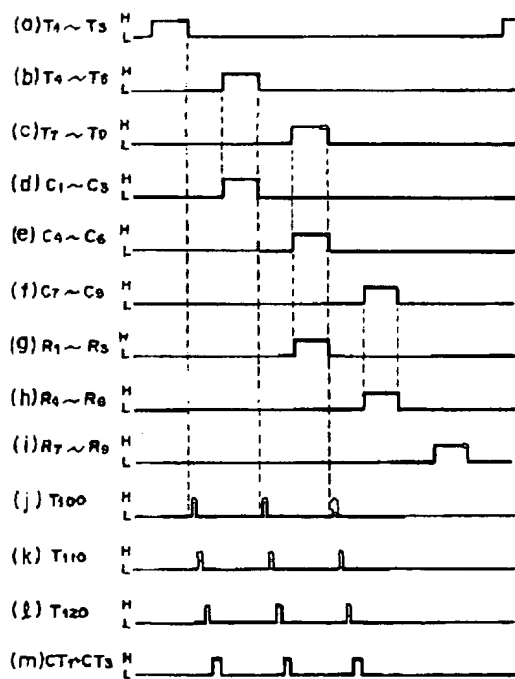 (a) T4~T3 H L
(b) T4~T6 H L
(c) T7~T9 H L
(d) C1~C3 H L
(e) C4~C6 H L
(f) C7~C9 H L
(g) R1~R3 H L
(h) R4~R6 H L
(i) R7~R9 H L
(j) T100 H L
(k) T110 H L
(l) T120 H L
(m) CT1~CT3 H L